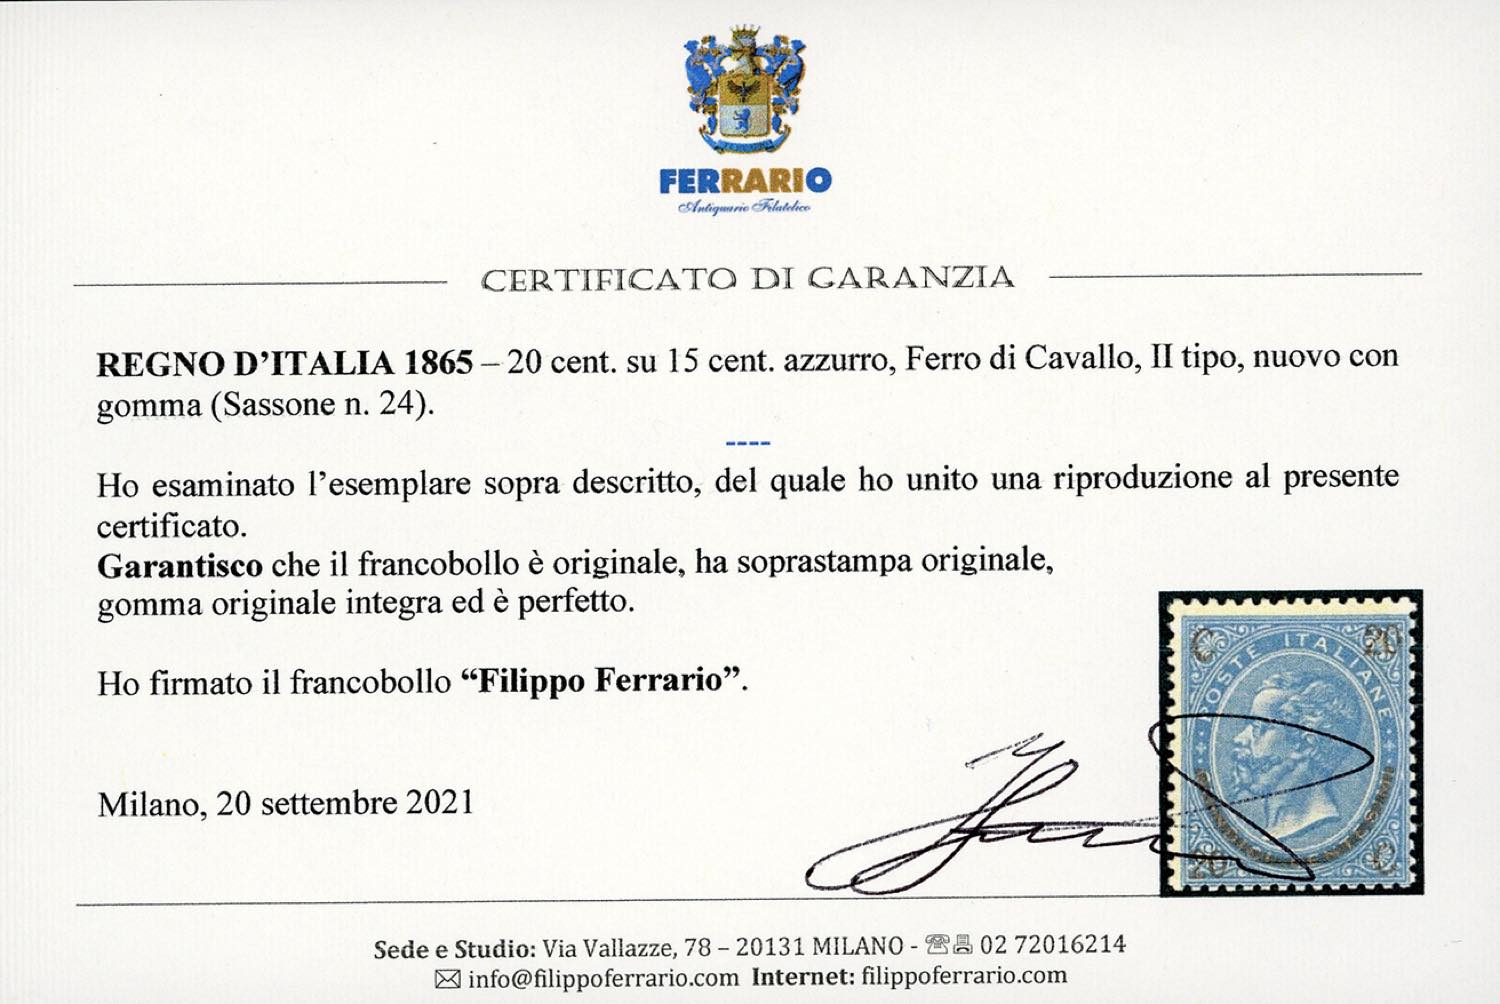 FERRARIO
Antiquario Filatelico
CERTIFICATO DI GARANZIA
REGNO D'ITALIA 1865 – 20 cent. su 15 cent. azzurro, Ferro di Cavallo, II tipo, nuovo con
gomma (Sassone n. 24).
----
Ho esaminato l'esemplare sopra descritto, del quale ho unito una riproduzione al presente
certificato.
Garantisco che il francobollo è originale, ha soprastampa originale,
gomma originale integra ed è perfetto.
Ho firmato il francobollo “Filippo Ferrario”.
C 20
POSTE ITALIANE
20 C
Milano, 20 settembre 2021
Sede e Studio: Via Vallazze, 78 – 20131 MILANO - 02 72016214
info@filippoferrario.com Internet: filippoferrario.com